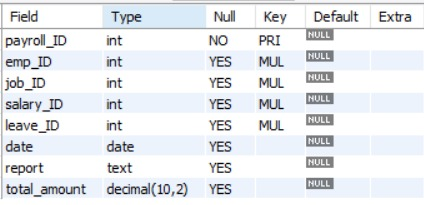 Field Type Null Key Default Extra
payroll_ID int NO PRI NULL
emp_ID int YES MUL NULL
job_ID int YES MUL NULL
salary_ID int YES MUL NULL
leave_ID int YES MUL NULL
date date YES NULL
report text YES NULL
total_amount decimal(10,2) YES NULL